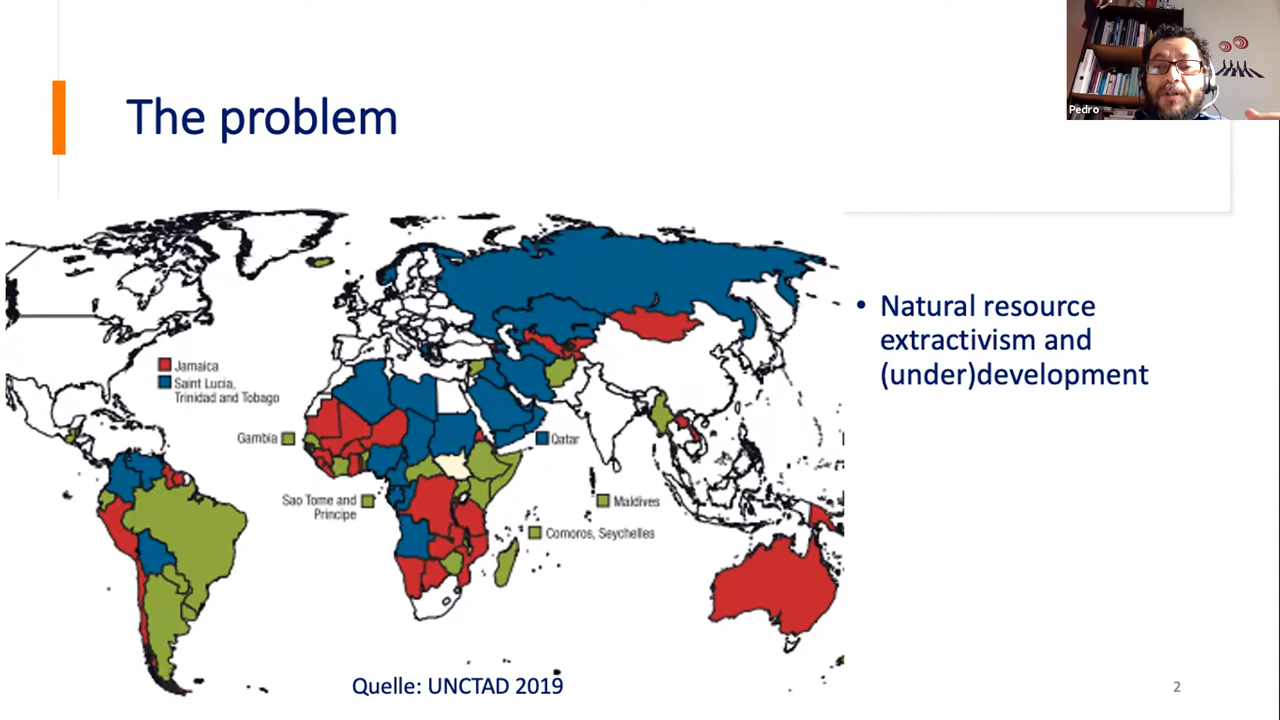 Pedro
The problem
Jamaica
Saint Lucia,
Trinidad and Tobago
Gambia
Qatar
Sao Tome and
Principe
Maldives
Comoros, Seychelles
• Natural resource
extractivism and
(under)development
Quelle: UNCTAD 2019
2